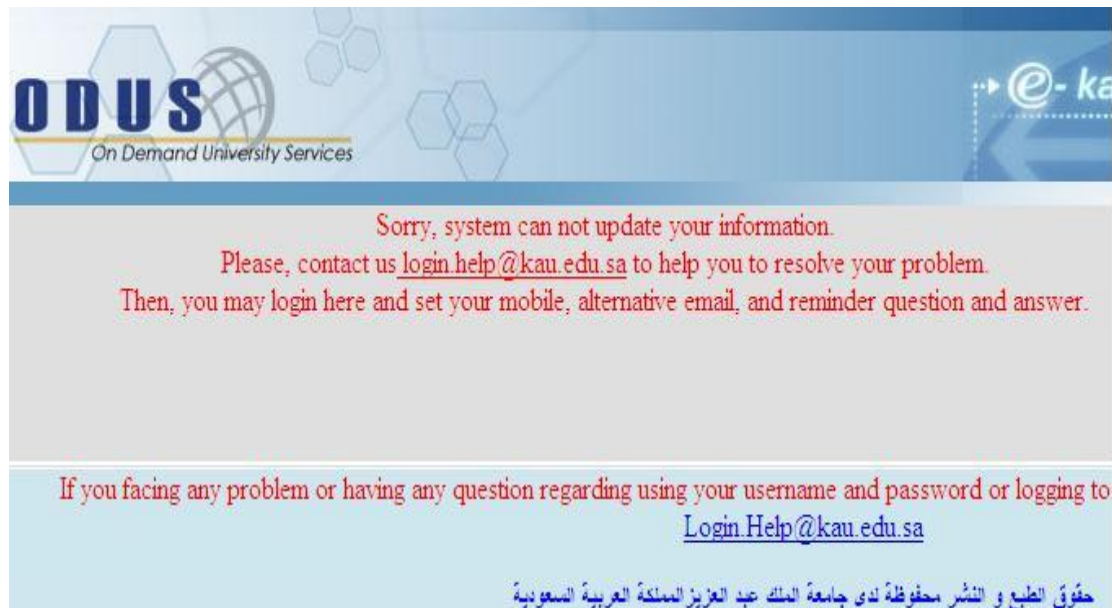 ODUS
On Demand University Services
e- ka
Sorry, system can not update your information.
Please, contact us login.help@kau.edu.sa to help you to resolve your problem.
Then, you may login here and set your mobile, alternative email, and reminder question and answer.
If you facing any problem or having any question regarding using your username and password or logging to
Login.Help@kau.edu.sa
حقوق الطبع و النشر محفوظة لدى جامعة الملك عبد العزيز المملكة العربية السعودية